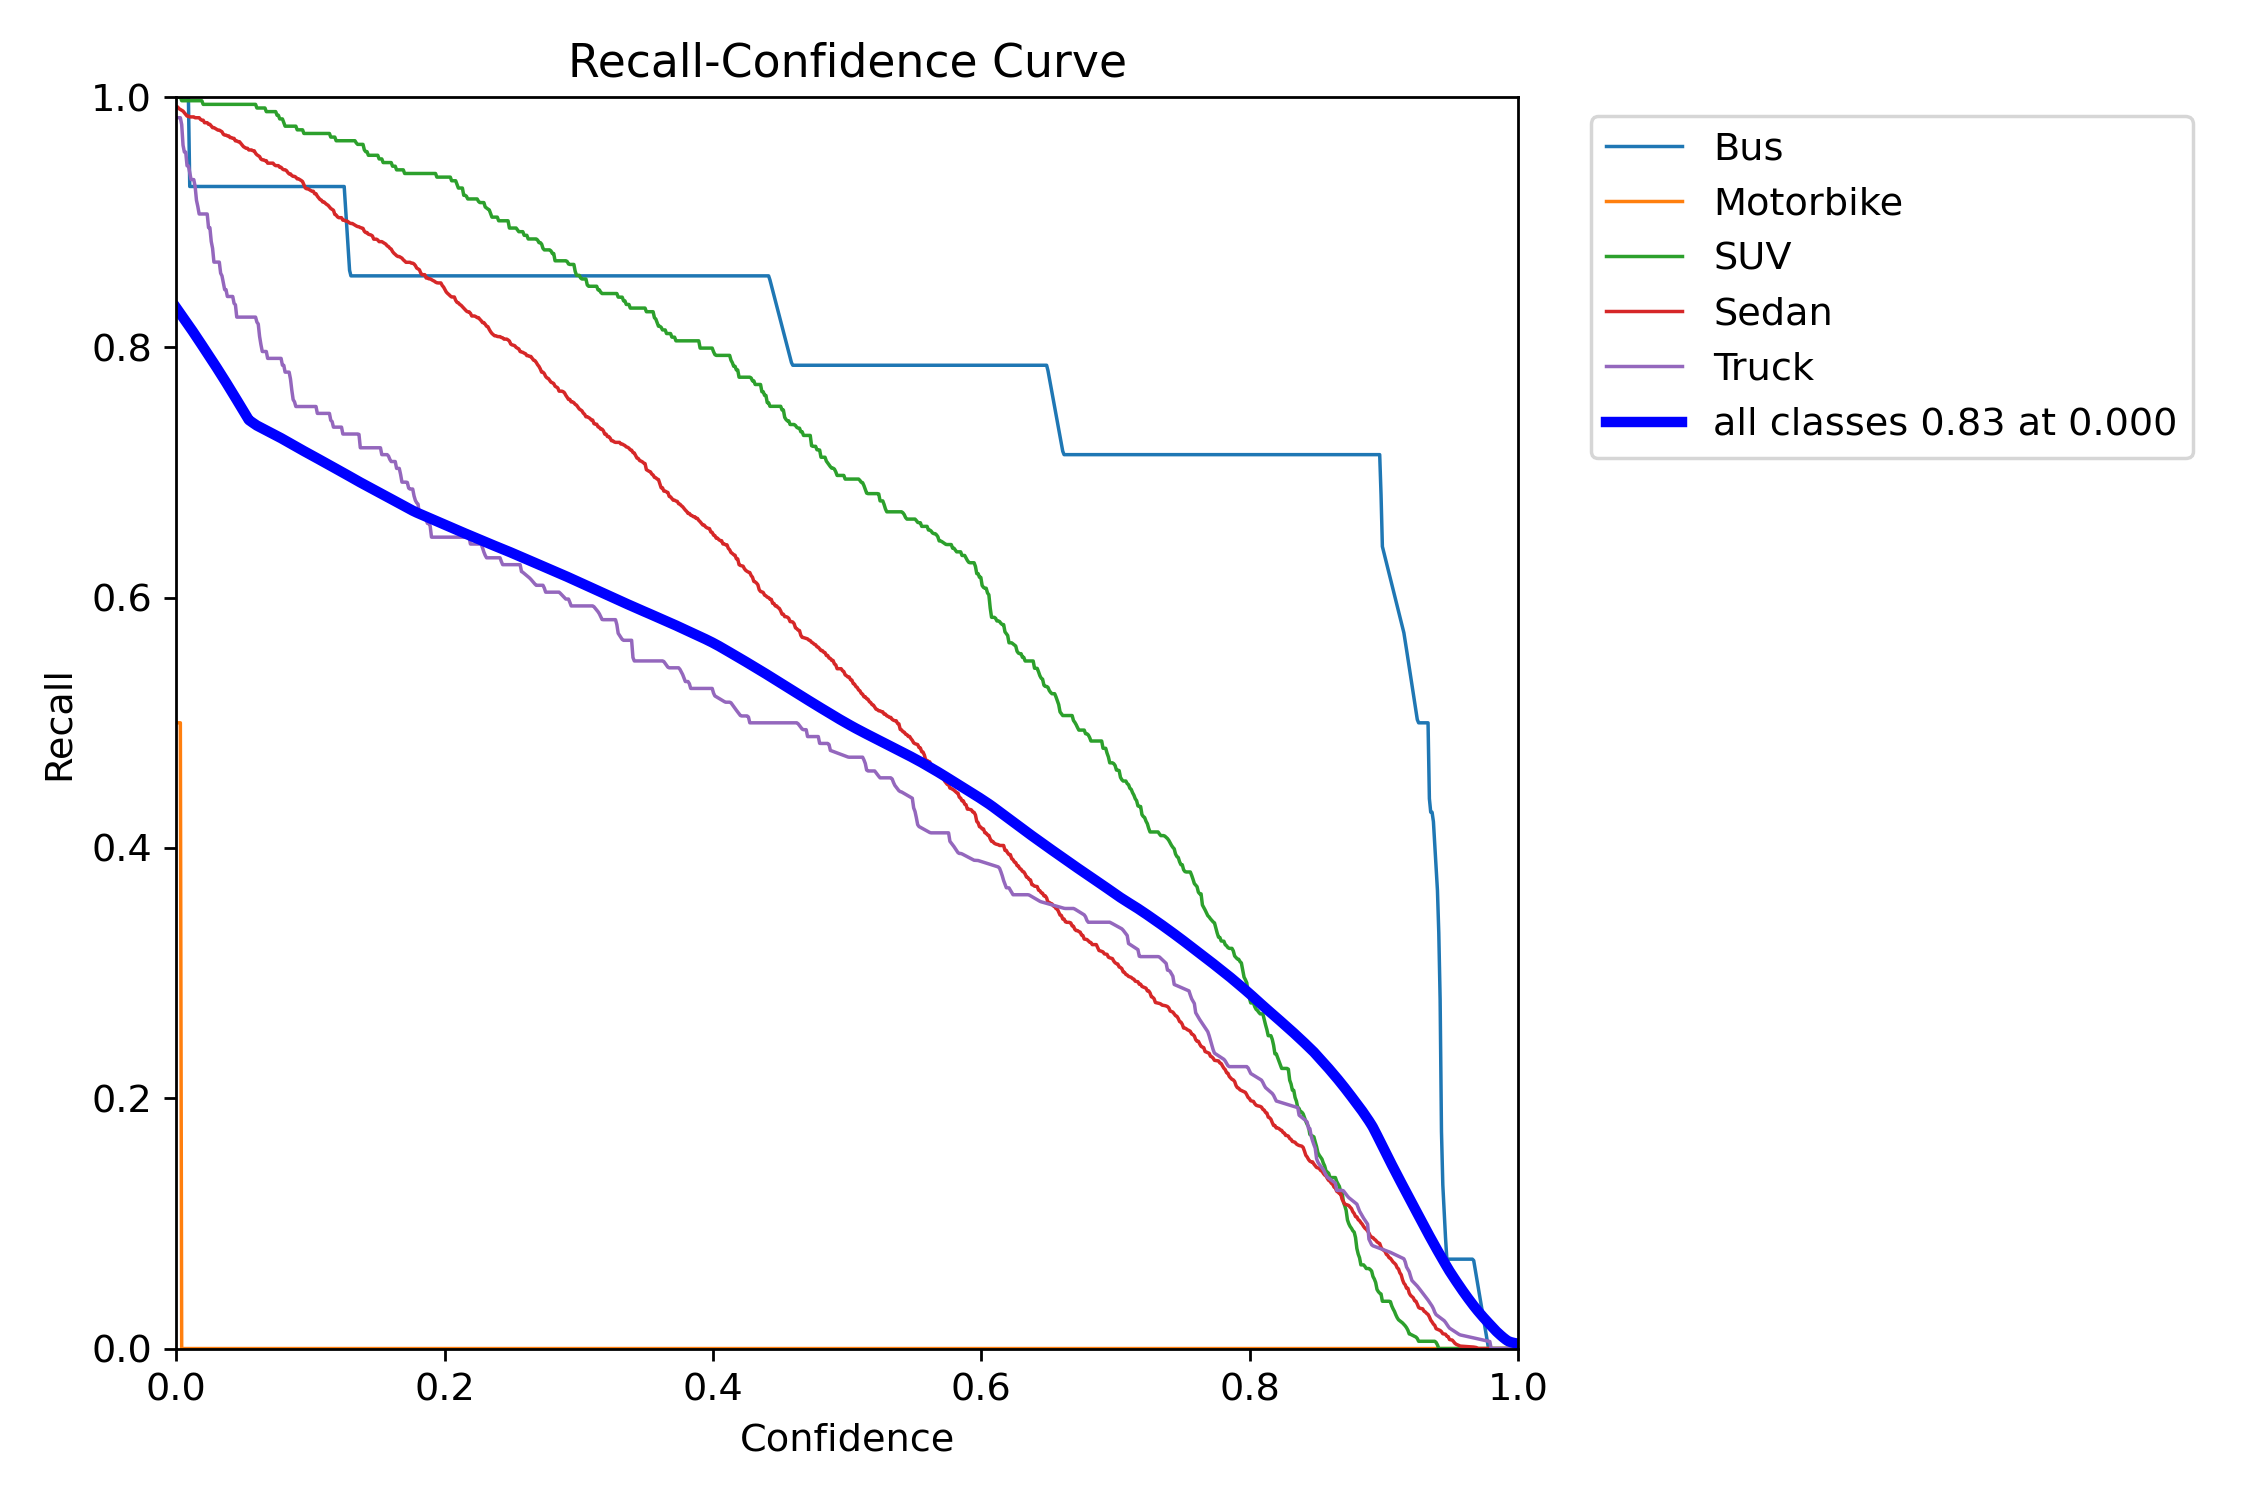 Recall-Confidence Curve
1.0
0.8
0.6
0.4
0.2
0.0
Recall
0.0 0.2 0.4 0.6 0.8 1.0
Confidence
Bus
Motorbike
SUV
Sedan
Truck
all classes 0.83 at 0.000